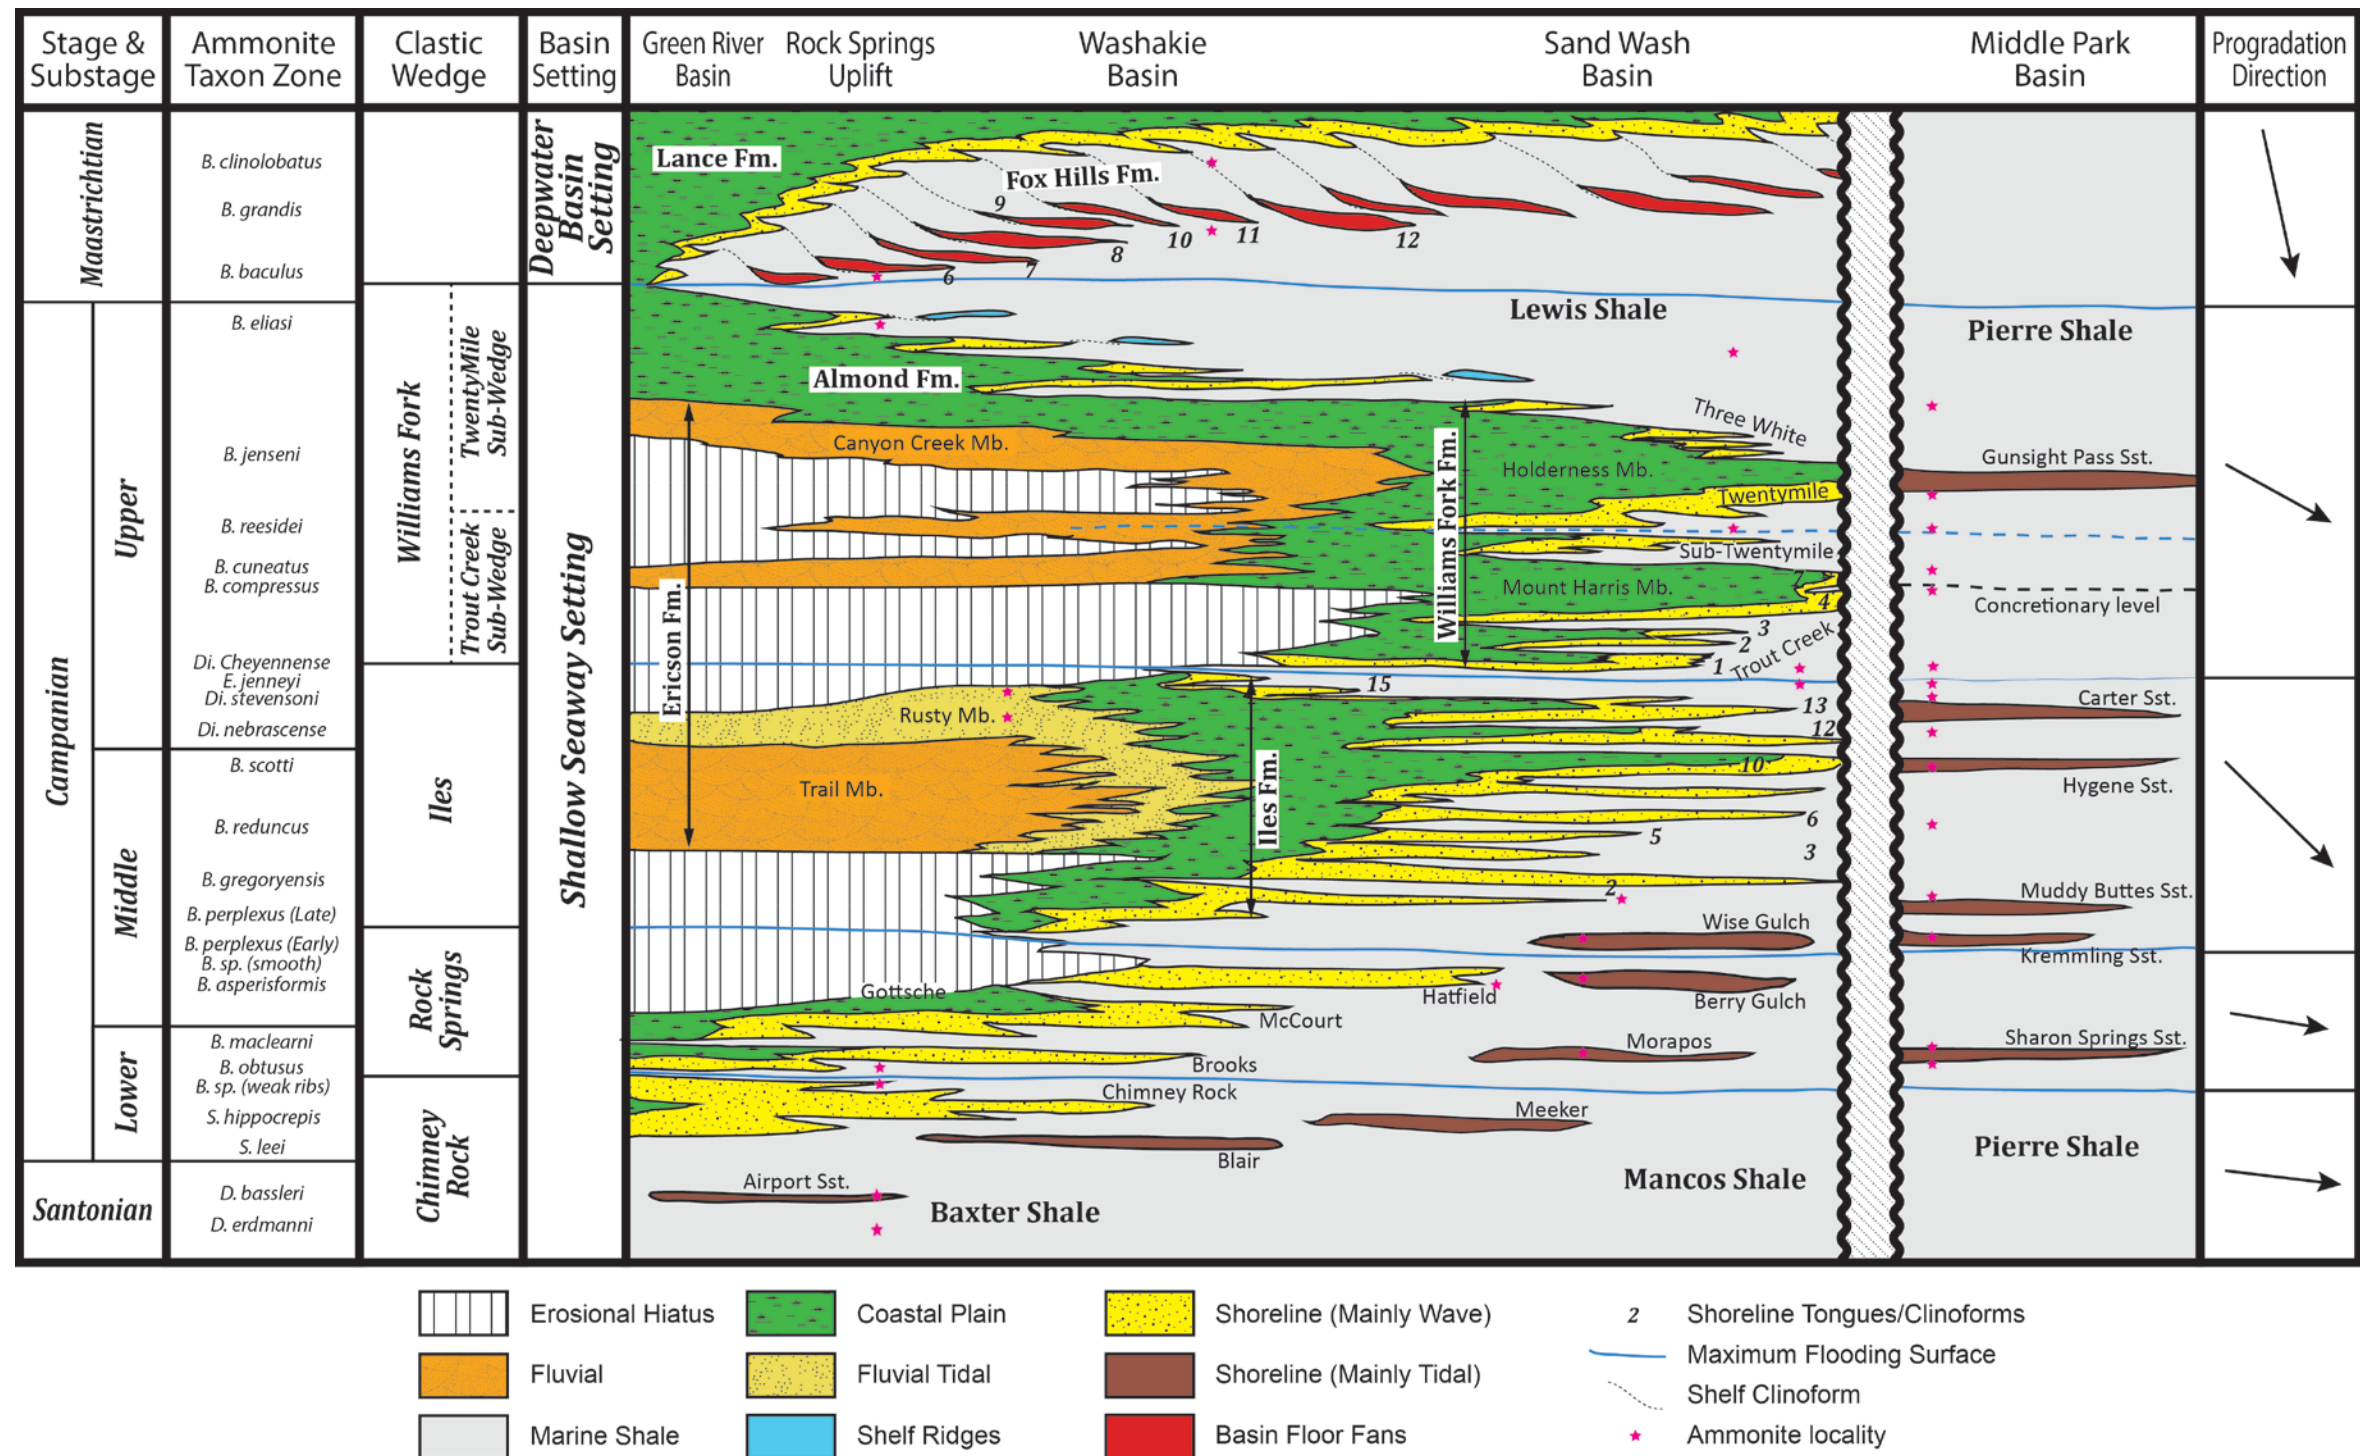 Stage &
Substage
Ammonite
Taxon Zone
Clastic
Wedge
Basin
Setting
Green River
Basin
Rock Springs
Uplift
Washakie
Basin
Sand Wash
Basin
Middle Park
Basin
Progradation
Direction
Maastrichtian
Campanian
Upper
Middle
Lower
Santonian
B. clinolobatus
B. grandis
B. baculus
B. eliasi
B. jenseni
B. reesidei
B. cuneatus
B. compressus
Di. Cheyennense
E. jenneyi
Di. stevensoni
Di. nebrascense
B. scotti
B. reduncus
B. gregoryensis
B. perplexus (Late)
B. perplexus (Early)
B. sp. (smooth)
B. asperisformis
B. maclearni
B. obtusus
B. sp. (weak ribs)
S. hippocrepis
S. leei
D. bassleri
D. erdmanni
Williams Fork
TwentyMile
Sub-Wedge
Trout Creek
Sub-Wedge
Iles
Rock
Springs
Chimney
Rock
Deepwater
Basin
Setting
Shallow Seaway Setting
Lance Fm.
Fox Hills Fm.
9
10
11
12
8
7
6
Lewis Shale
Pierre Shale
Almond Fm.
Three White
Canyon Creek Mb.
Holderness Mb.
Gunsight Pass Sst.
Twentymile
Williams Fork Fm.
Sub-Twentymile
7
Mount Harris Mb.
4
Concretionary level
Ericson Fm.
3
2
1
Trout Creek
15
Rusty Mb.
13
Carter Sst.
12
Iles Fm.
10
Trail Mb.
Hygene Sst.
6
5
3
2
Muddy Buttes Sst.
Wise Gulch
Kremmling Sst.
Gottsche
Hatfield
Berry Gulch
McCourt
Morapos
Sharon Springs Sst.
Brooks
Chimney Rock
Meeker
Blair
Pierre Shale
Airport Sst.
Mancos Shale
Baxter Shale
Erosional Hiatus
Coastal Plain
Shoreline (Mainly Wave)
2 Shoreline Tongues/Clinoforms
Maximum Flooding Surface
Fluvial
Fluvial Tidal
Shoreline (Mainly Tidal)
Shelf Clinoform
Marine Shale
Shelf Ridges
Basin Floor Fans
Ammonite locality